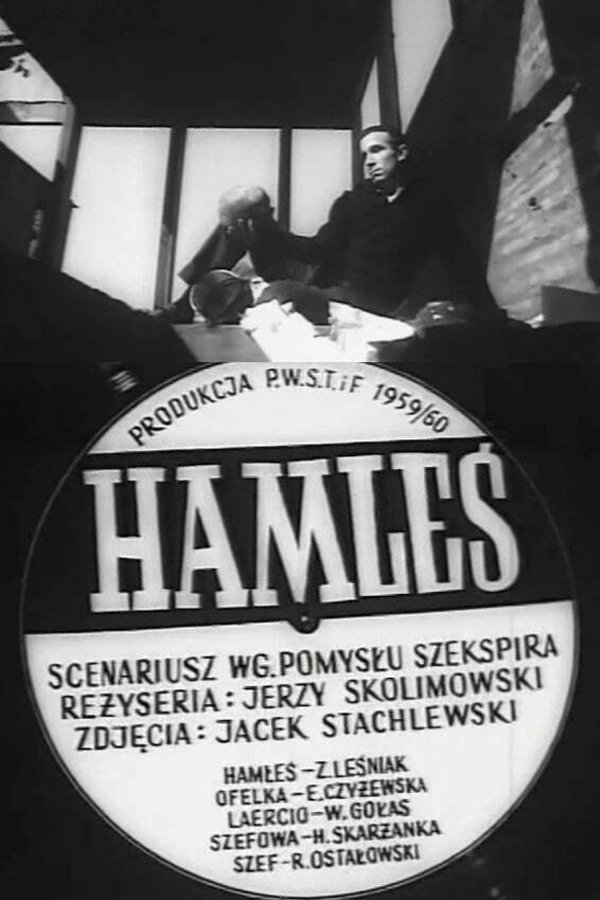 PRODUKCJA P.W.S.T.iF 1959/60
HAMLEŚ
SCENARIUSZ WG. POMYSŁU SZEKSPIRA
REŻYSERIA: JERZY SKOLIMOWSKI
ZDJĘCIA: JACEK STACHLEWSKI
HAMŁEŚ - Z. LEŚNIAK
OFELKA - E. CZYŻEWSKA
LAERCIO - W. GOŁAS
SZEFOWA - H. SKARŻANKA
SZEF - R. OSTAŁOWSKI